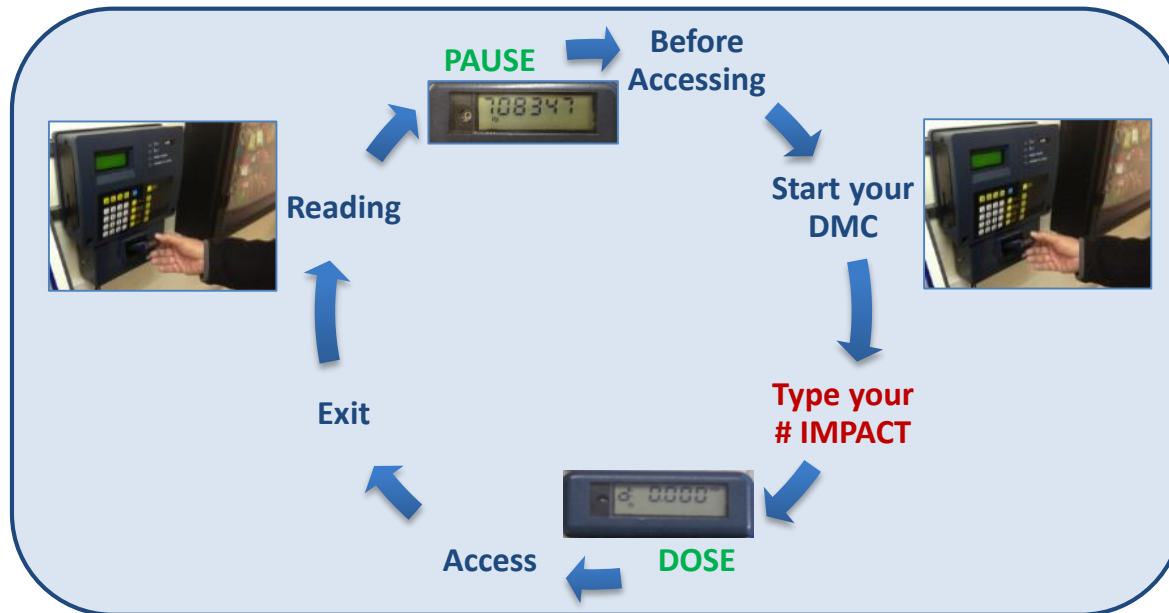 PAUSE
708347
Before
Accessing
Start your
DMC
Type your
# IMPACT
d: 0.000
DOSE
Access
Exit
Reading